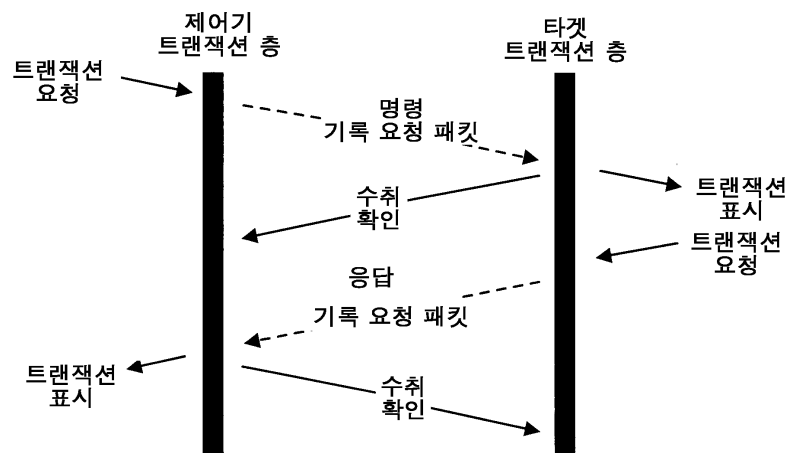 제어기
트랜잭션 층
타겟
트랜잭션 층
트랜잭션
요청
명령
기록 요청 패킷
트랜잭션
표시
수취
확인
트랜잭션
요청
응답
기록 요청 패킷
트랜잭션
표시
수취
확인